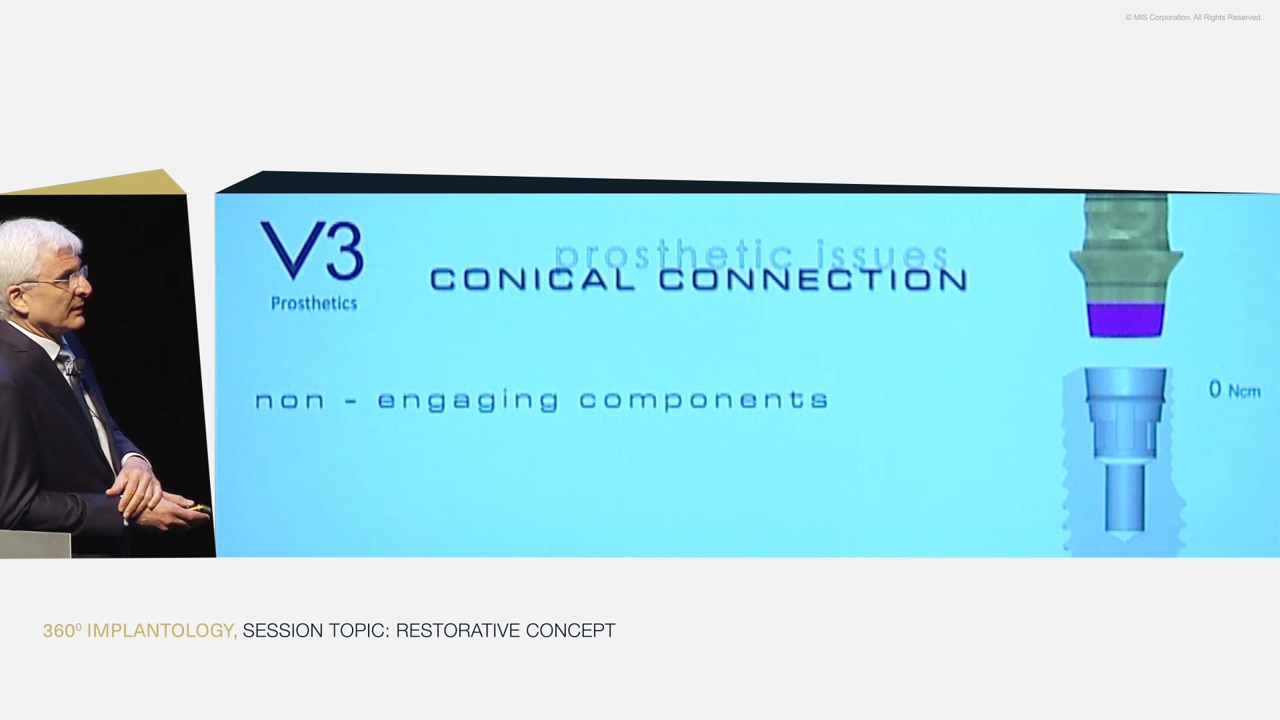 © MIS Corporation. All Rights Reserved.
V3
Prosthetics
prosthetic issues
CONICAL CONNECTION
non - engaging components
0 Ncm
360⁰ IMPLANTOLOGY, SESSION TOPIC: RESTORATIVE CONCEPT